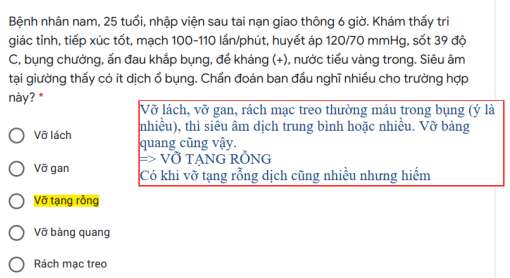 Bệnh nhân nam, 25 tuổi, nhập viện sau tai nạn giao thông 6 giờ. Khám thấy tri
giác tỉnh, tiếp xúc tốt, mạch 100-110 lần/phút, huyết áp 120/70 mmHg, sốt 39 độ
C, bụng chướng, ấn đau khắp bụng, đề kháng (+), nước tiểu vàng trong. Siêu âm
tại giường thấy có ít dịch ổ bụng. Chẩn đoán ban đầu nghĩ nhiều cho trường hợp
này? *
Vỡ lách, vỡ gan, rách mạc treo thường máu trong bụng (ý là
nhiều), thì siêu âm dịch trung bình hoặc nhiều. Vỡ bàng
quang cũng vậy.
=> VỠ TẠNG RỖNG
Có khi vỡ tạng rỗng dịch cũng nhiều nhưng hiếm
Vỡ lách
Vỡ gan
Vỡ tạng rỗng
Vỡ bàng quang
Rách mạc treo